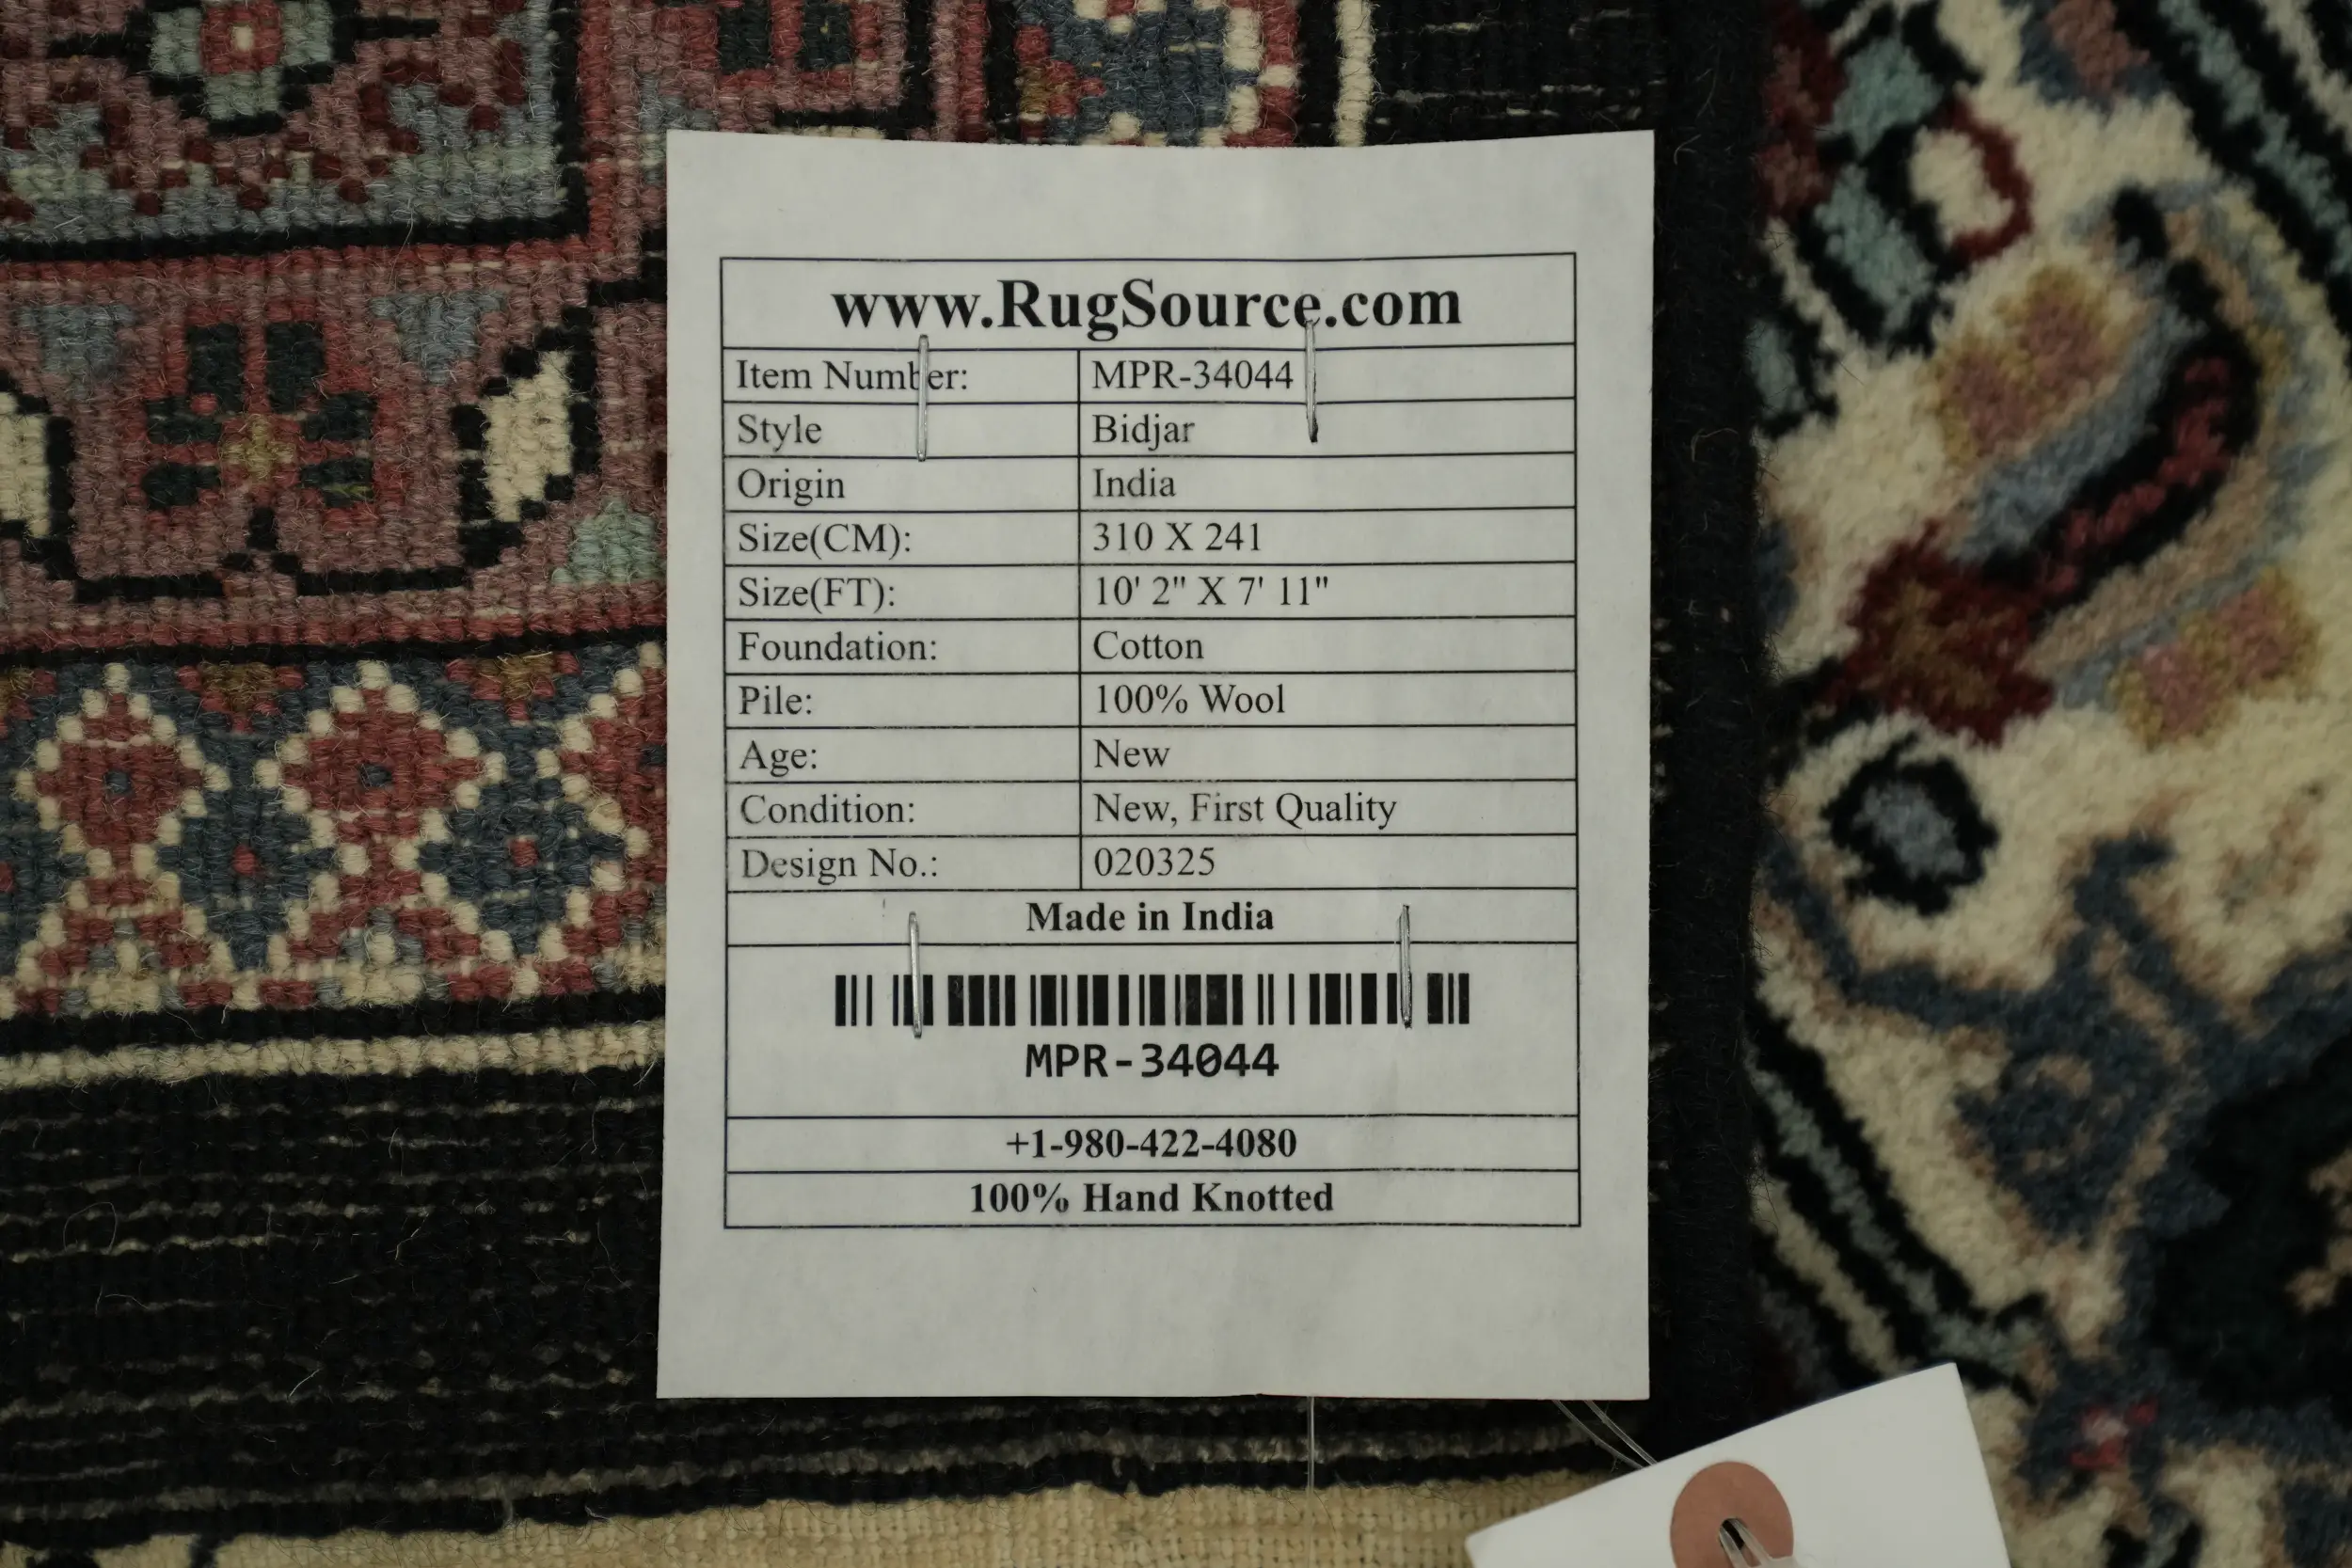 www.RugSource.com
Item Number: MPR-34044
Style Bidjar
Origin India
Size(CM): 310 X 241
Size(FT): 10' 2" X 7' 11"
Foundation: Cotton
Pile: 100% Wool
Age: New
Condition: New, First Quality
Design No.: 020325
Made in India
MPR-34044
+1-980-422-4080
100% Hand Knotted